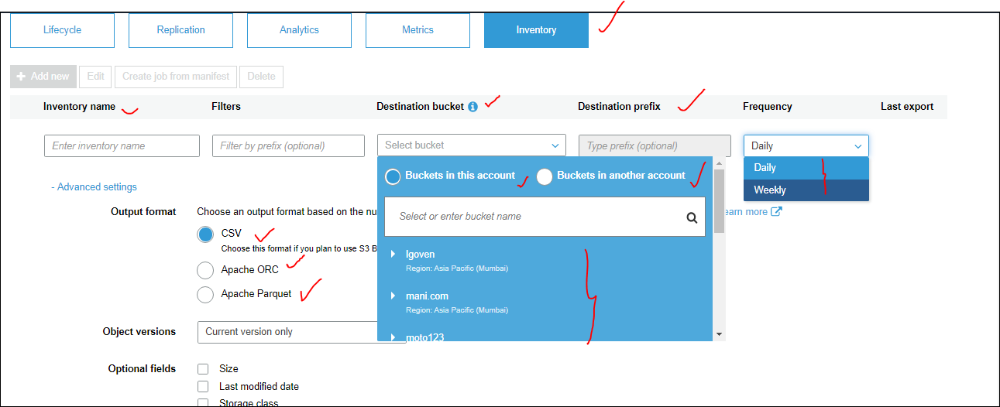 Lifecycle Replication Analytics Metrics Inventory
+ Add new Edit Create job from manifest Delete
Inventory name Filters Destination bucket Destination prefix Frequency Last export
Enter inventory name Filter by prefix (optional) Select bucket Type prefix (optional) Daily
Buckets in this account Buckets in another account Daily
- Advanced settings Weekly
Output format Choose an output format based on the nu Select or enter bucket name earn more
CSV
Choose this format if you plan to use S3 B
lgoven
Region: Asia Pacific (Mumbai)
Apache ORC
Apache Parquet mani.com
Region: Asia Pacific (Mumbai)
Object versions Current version only moto123
Optional fields Size
Last modified date
Storage class